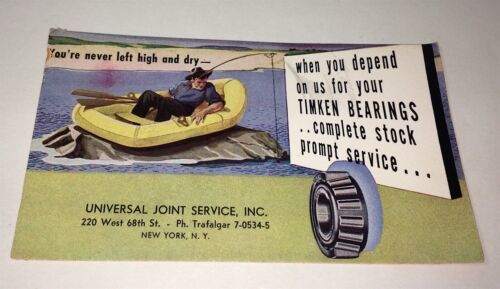 You're never left high and dry—
when you depend
on us for your
TIMKEN BEARINGS
..complete stock
prompt service...
UNIVERSAL JOINT SERVICE, INC.
220 West 68th St. - Ph. Trafalgar 7-0534-5
NEW YORK, N. Y.